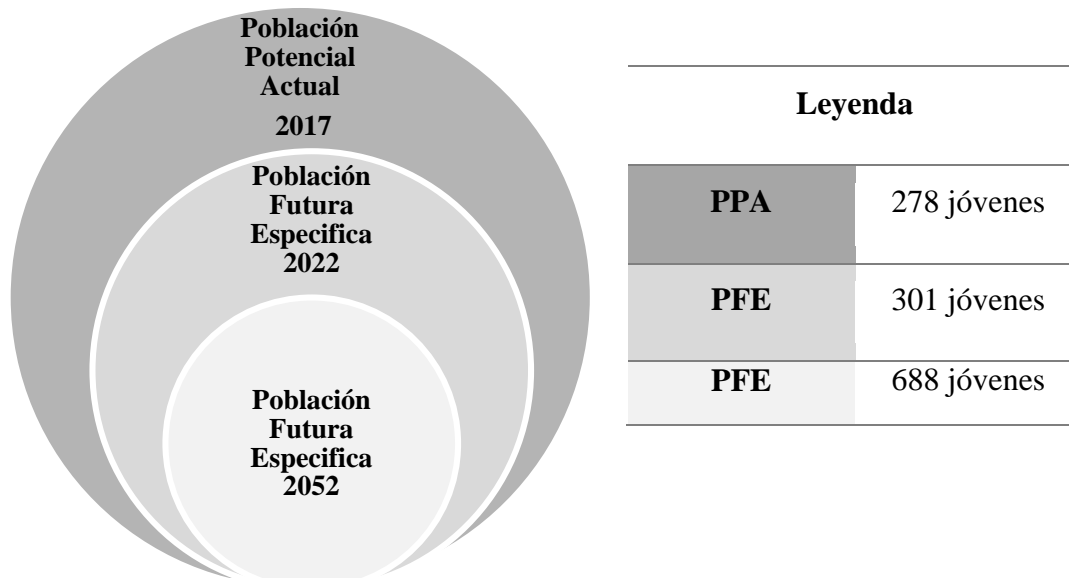 Población
Potencial
Actual
2017
Población
Futura
Especifica
2022
Población
Futura
Especifica
2052
Leyenda
PPA 278 jóvenes
PFE 301 jóvenes
PFE 688 jóvenes